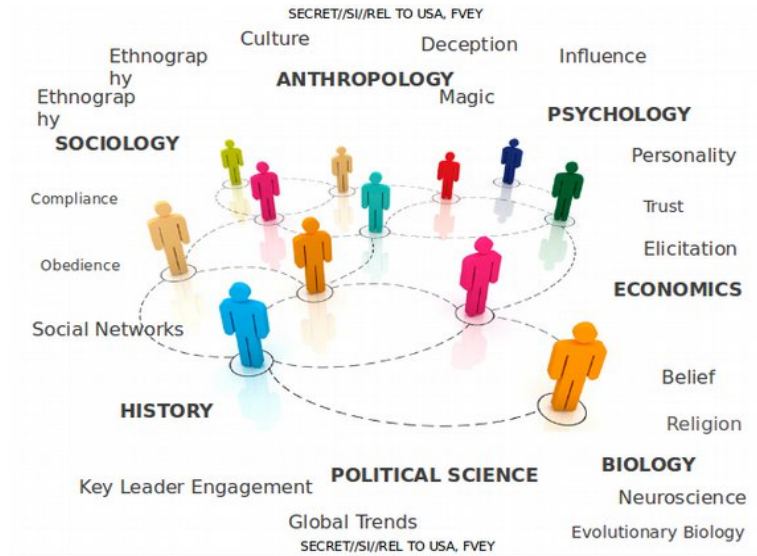 SECRET//SI//REL TO USA, FVEY
Culture
Deception
Ethnograp
hy
Influence
ANTHROPOLOGY
Ethnograp
hy
Magic
PSYCHOLOGY
SOCIOLOGY
Personality
Compliance
Trust
Elicitation
Obedience
ECONOMICS
Social Networks
Belief
HISTORY
Religion
BIOLOGY
POLITICAL SCIENCE
Key Leader Engagement
Neuroscience
Global Trends
Evolutionary Biology
SECRET//SI//REL TO USA, FVEY